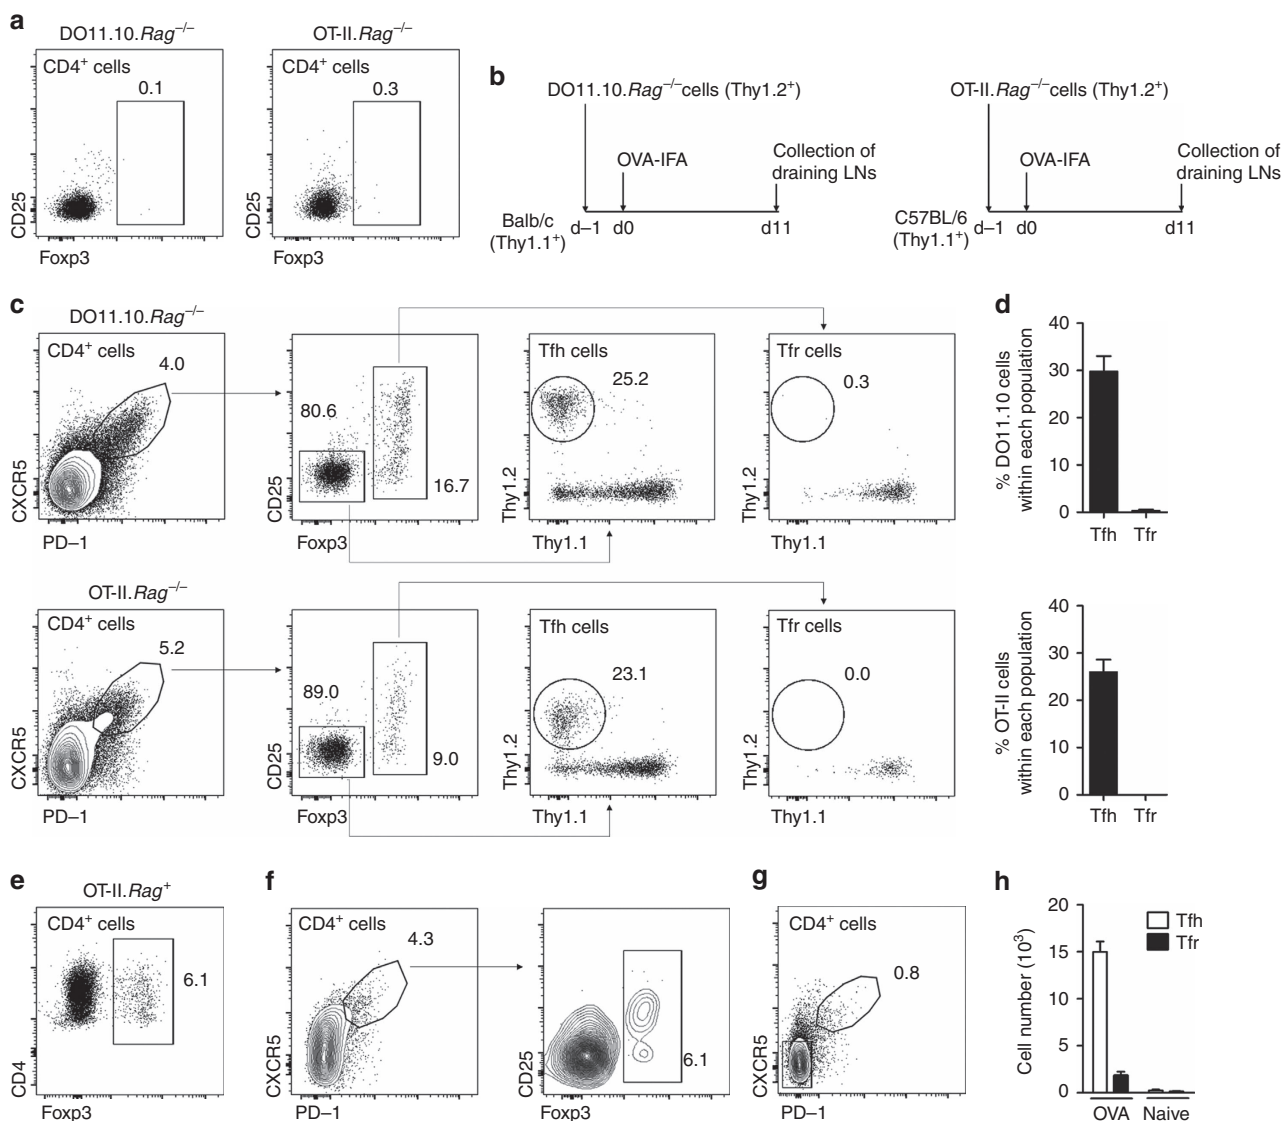 a
DO11.10.Rag−/−
CD4+ cells
0.1
CD25
Foxp3
OT-II.Rag−/−
CD4+ cells
0.3
CD25
Foxp3
b
DO11.10.Rag−/−cells (Thy1.2+)
OVA-IFA
Collection of
draining LNs
Balb/c
(Thy1.1+)
d−1
d0
d11
OT-II.Rag−/−cells (Thy1.2+)
OVA-IFA
Collection of
draining LNs
C57BL/6
(Thy1.1+)
d−1
d0
d11
c
DO11.10.Rag−/−
CD4+ cells
4.0
CXCR5
PD–1
80.6
16.7
CD25
Foxp3
Tfh cells
25.2
Thy1.2
Thy1.1
Tfr cells
0.3
Thy1.2
Thy1.1
OT-II.Rag−/−
CD4+ cells
5.2
CXCR5
PD–1
89.0
9.0
CD25
Foxp3
Tfh cells
23.1
Thy1.2
Thy1.1
Tfr cells
0.0
Thy1.2
Thy1.1
d
% DO11.10 cells
within each population
40
30
20
10
0
Tfh
Tfr
% OT-II cells
within each population
40
30
20
10
0
Tfh
Tfr
e
OT-II.Rag+
CD4+ cells
6.1
CD4
Foxp3
f
CD4+ cells
4.3
CXCR5
PD–1
6.1
CD25
Foxp3
g
CD4+ cells
0.8
CXCR5
PD–1
h
Cell number (10³)
20
15
10
5
0
Tfh
Tfr
OVA
Naive